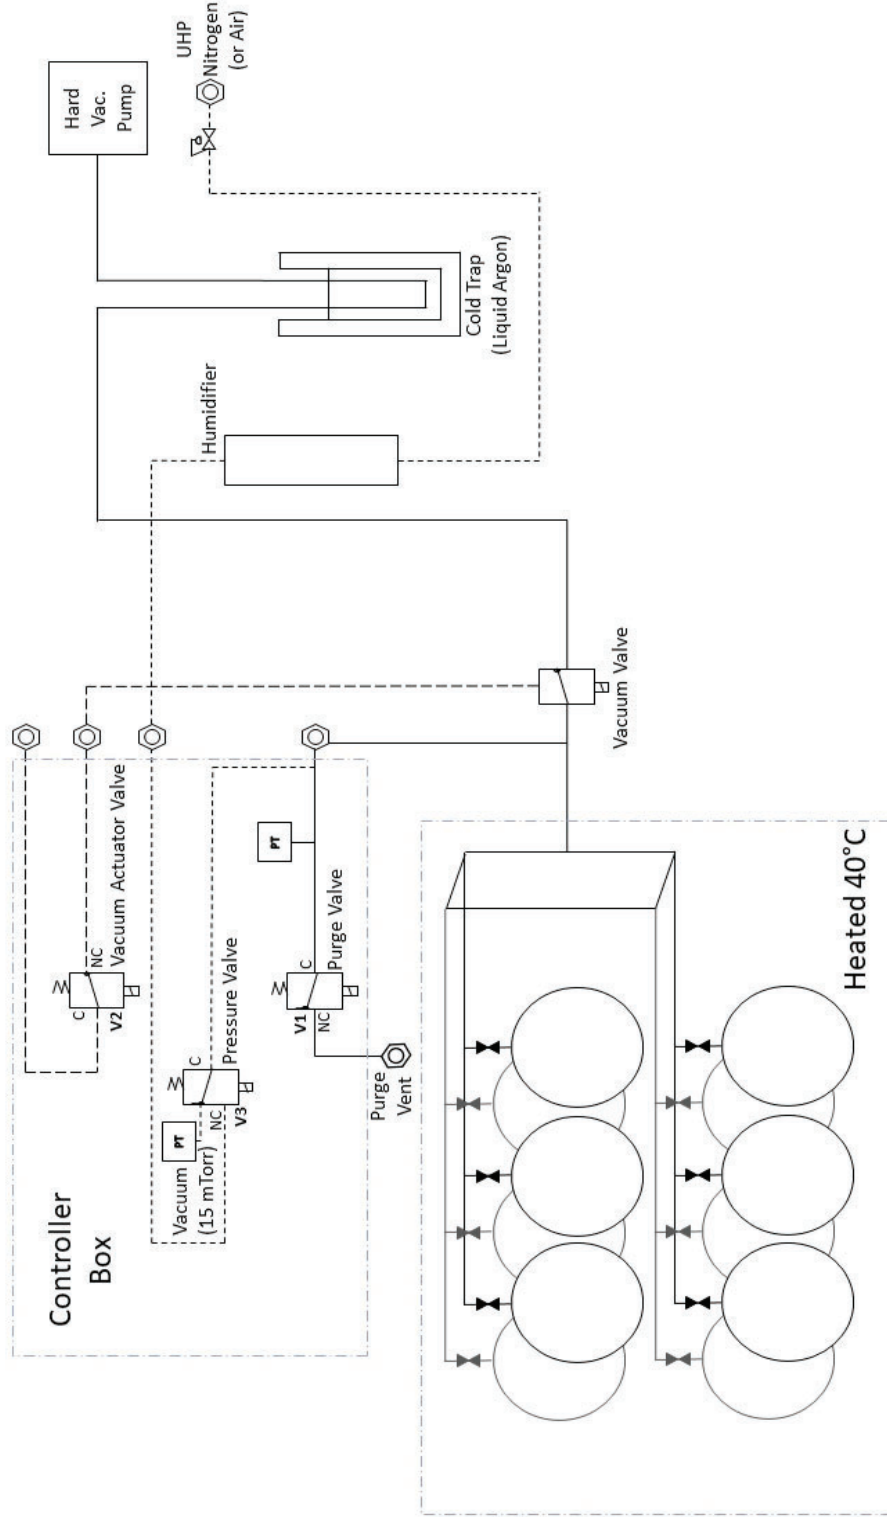 Controller
Box
C
NC
V2
Vacuum Actuator Valve
PT
Vacuum
(15 mTorr)
C
NC
V3
Pressure Valve
PT
V1
C
NC
Purge Valve
Purge
Vent
Vacuum Valve
Humidifier
Cold Trap
(Liquid Argon)
Hard
Vac.
Pump
UHP
Nitrogen
(or Air)
Heated 40°C